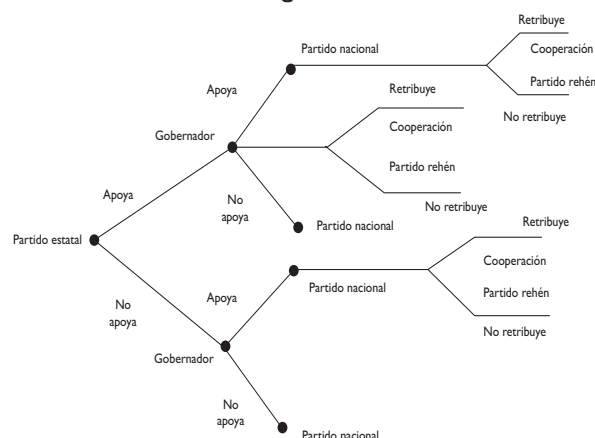 Retribuye
Partido nacional
Cooperación
Partido rehén
No retribuye
Apoya
Retribuye
Cooperación
Gobernador
Partido rehén
No retribuye
Apoya
No
apoya
Partido nacional
Partido estatal
Retribuye
Cooperación
Partido nacional
Partido rehén
No retribuye
Apoya
No
apoya
Gobernador
No
apoya
Partido nacional